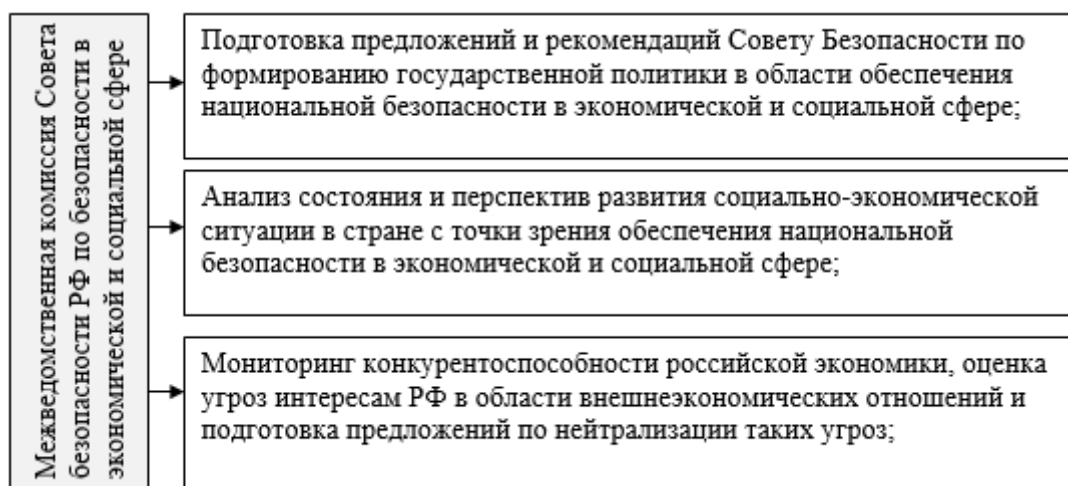 Межведомственная комиссия Совета
безопасности РФ по безопасности в
экономической и социальной сфере
Подготовка предложений и рекомендаций Совету Безопасности по
формированию государственной политики в области обеспечения
национальной безопасности в экономической и социальной сфере;
Анализ состояния и перспектив развития социально-экономической
ситуации в стране с точки зрения обеспечения национальной
безопасности в экономической и социальной сфере;
Мониторинг конкурентоспособности российской экономики, оценка
угроз интересам РФ в области внешнеэкономических отношений и
подготовка предложений по нейтрализации таких угроз;